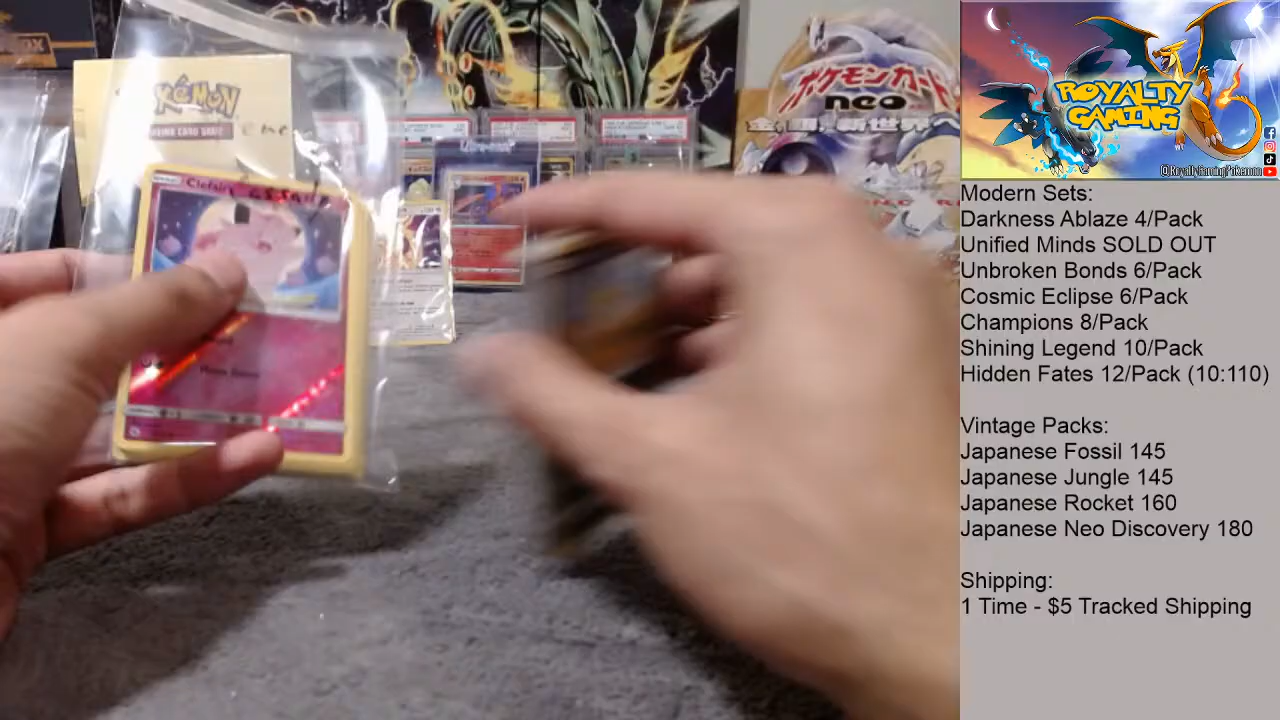 ROYALTY
GAMING
@RoyaltyGamingPokemon
Modern Sets:
Darkness Ablaze 4/Pack
Unified Minds SOLD OUT
Unbroken Bonds 6/Pack
Cosmic Eclipse 6/Pack
Champions 8/Pack
Shining Legend 10/Pack
Hidden Fates 12/Pack (10:110)
Vintage Packs:
Japanese Fossil 145
Japanese Jungle 145
Japanese Rocket 160
Japanese Neo Discovery 180
Shipping:
1 Time - $5 Tracked Shipping
ポケモンカード
neo